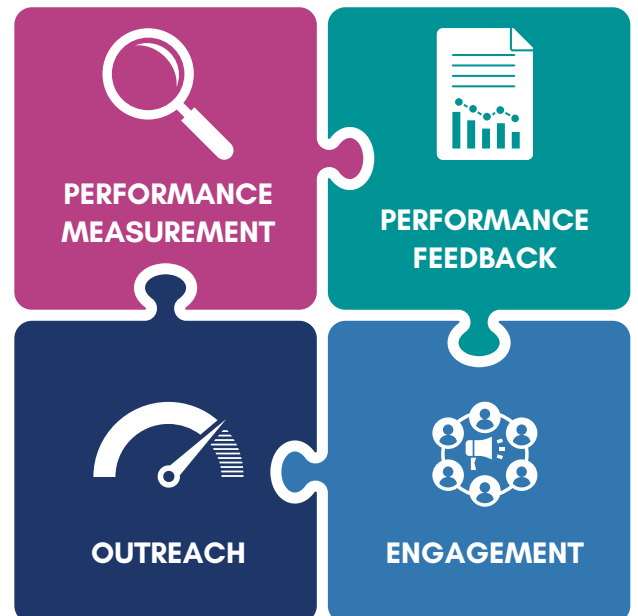 PERFORMANCE
MEASUREMENT
PERFORMANCE
FEEDBACK
OUTREACH
ENGAGEMENT